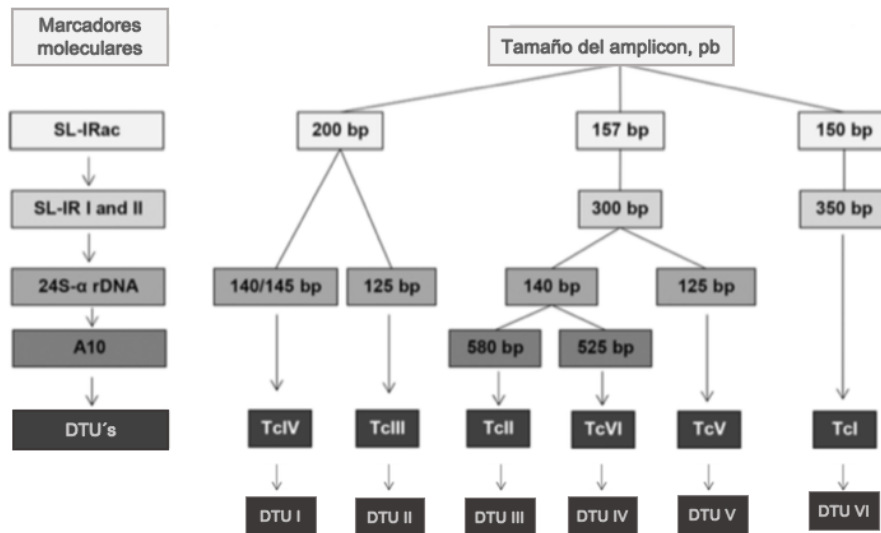 Marcadores
moleculares
Tamaño del amplicon, pb
SL-IRac
200 bp
157 bp
150 bp
SL-IR I and II
300 bp
350 bp
24S-α rDNA
140/145 bp
125 bp
140 bp
125 bp
A10
580 bp
525 bp
DTU´s
TcIV
TcIII
TcII
TcVI
TcV
TcI
DTU I
DTU II
DTU III
DTU IV
DTU V
DTU VI